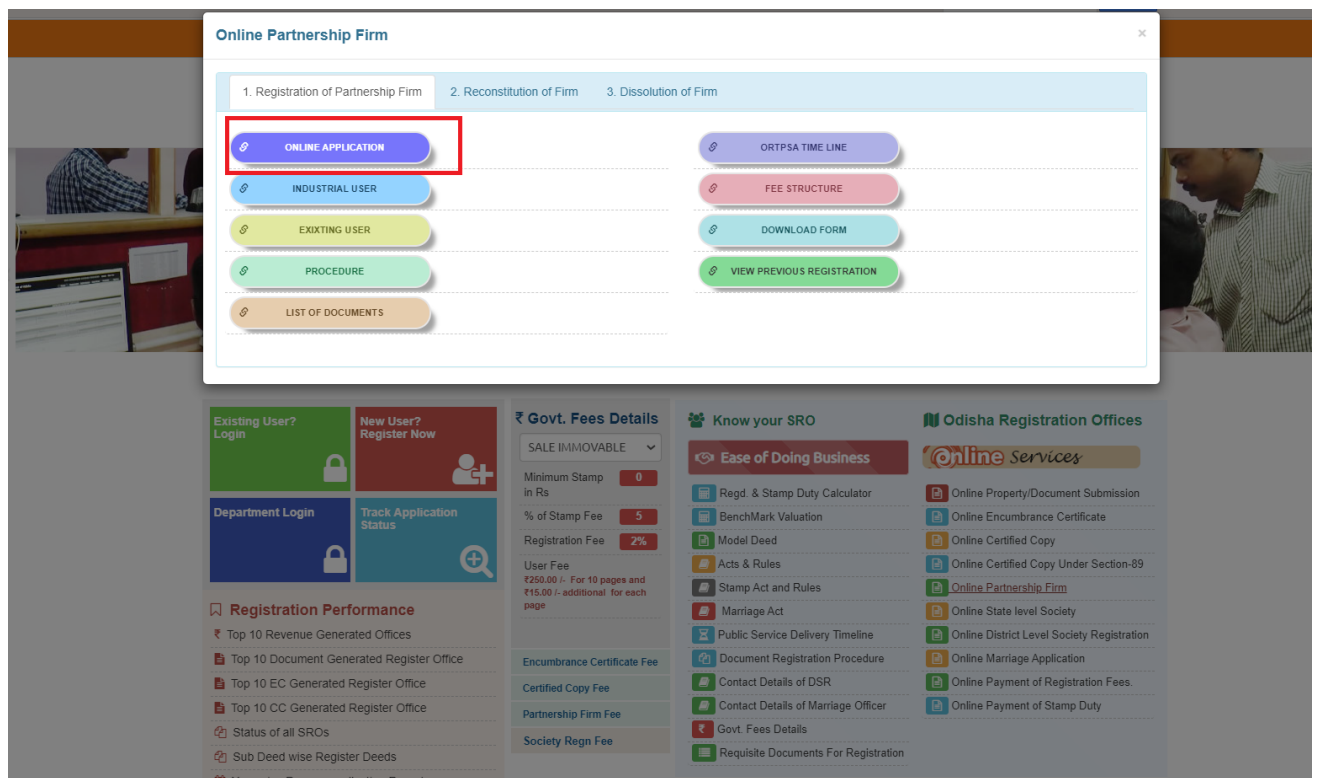 Online Partnership Firm
×
1. Registration of Partnership Firm
2. Reconstitution of Firm
3. Dissolution of Firm
ONLINE APPLICATION
ORTPSA TIME LINE
INDUSTRIAL USER
FEE STRUCTURE
EXIXTING USER
DOWNLOAD FORM
PROCEDURE
VIEW PREVIOUS REGISTRATION
LIST OF DOCUMENTS
Existing User?
Login
New User?
Register Now
Department Login
Track Application
Status
Registration Performance
₹ Top 10 Revenue Generated Offices
Top 10 Document Generated Register Office
Top 10 EC Generated Register Office
Top 10 CC Generated Register Office
Status of all SROs
Sub Deed wise Register Deeds
₹ Govt. Fees Details
SALE IMMOVABLE
Minimum Stamp
in Rs
0
% of Stamp Fee
5
Registration Fee
2%
User Fee
₹250.00 /- For 10 pages and
₹15.00 /- additional for each
page
Encumbrance Certificate Fee
Certified Copy Fee
Partnership Firm Fee
Society Regn Fee
Know your SRO
Ease of Doing Business
Regd. & Stamp Duty Calculator
BenchMark Valuation
Model Deed
Acts & Rules
Stamp Act and Rules
Marriage Act
Public Service Delivery Timeline
Document Registration Procedure
Contact Details of DSR
Contact Details of Marriage Officer
₹ Govt. Fees Details
Requisite Documents For Registration
Odisha Registration Offices
Online Services
Online Property/Document Submission
Online Encumbrance Certificate
Online Certified Copy
Online Certified Copy Under Section-89
Online Partnership Firm
Online State level Society
Online District Level Society Registration
Online Marriage Application
Online Payment of Registration Fees.
Online Payment of Stamp Duty